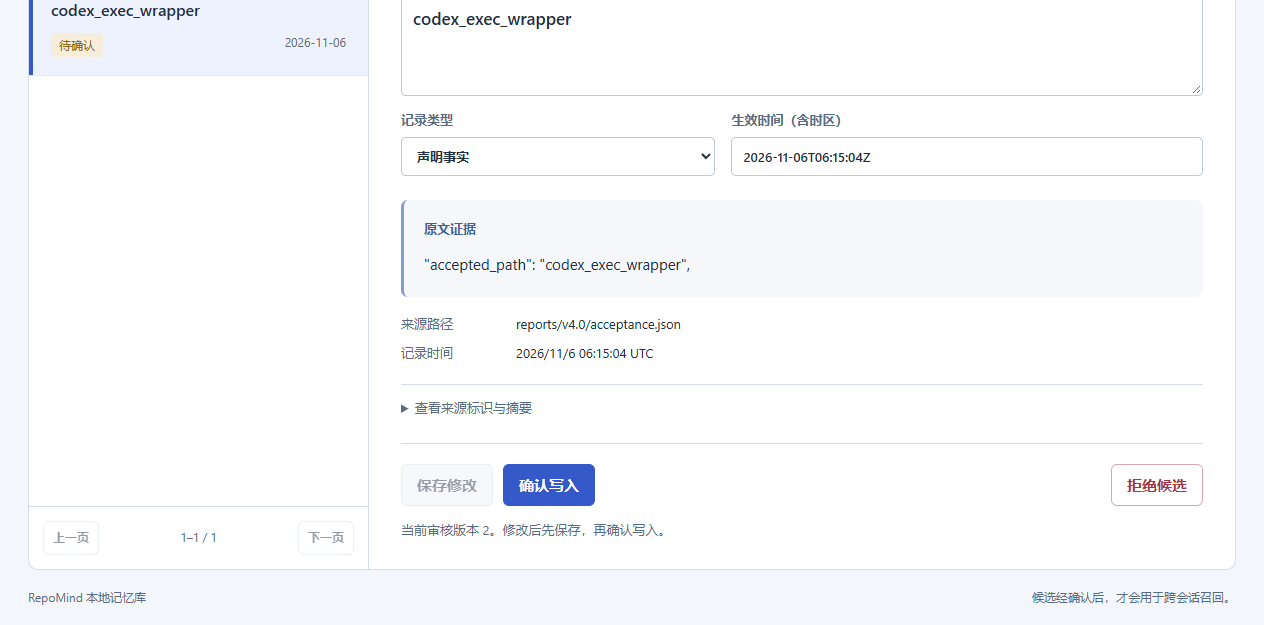 codex_exec_wrapper
待确认
2026-11-06
上一页
1–1 / 1
下一页
codex_exec_wrapper
记录类型
生效时间（含时区）
声明事实
2026-11-06T06:15:04Z
原文证据
"accepted_path": "codex_exec_wrapper",
来源路径 reports/v4.0/acceptance.json
记录时间 2026/11/6 06:15:04 UTC
查看来源标识与摘要
保存修改
确认写入
拒绝候选
当前审核版本 2。修改后先保存，再确认写入。
RepoMind 本地记忆库
候选经确认后，才会用于跨会话召回。